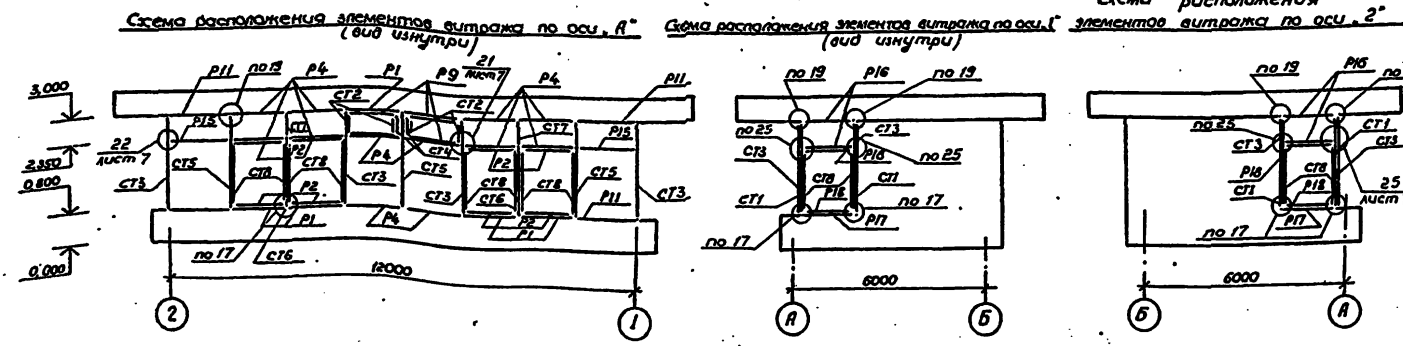 Схема расположения элементов витража по оси „А"
(вид изнутри)
Схема расположения элементов витража по оси „1"
(вид изнутри)
Схема расположения
элементов витража по оси „2"
3,000
Р11
по 19
Р4
Р1
Р9
21
лист 7
Р4
Р11
СТ2
СТ2
22
лист 7
Р15
Р2
СТ4
СТ7
Р15
2,350
0,800
0,000
СТ3
СТ5
СТ8
СТ8
СТ3
Р4
СТ5
Р2
СТ3
СТ8
СТ6
СТ8
СТ5
СТ3
Р2
Р1
Р4
Р2
Р1
Р11
по 17
СТ6
12000
2
1
по 19
Р16
по 19
по 25
СТ3
СТ3
Р18
по 25
СТ8
Р18
СТ1
СТ1
по 17
Р17
по 17
6000
А
Б
по 19
Р16
по
по 25
СТ3
СТ1
СТ3
Р18
СТ8
СТ1
Р18
25
лист
Р17
по 17
6000
Б
А